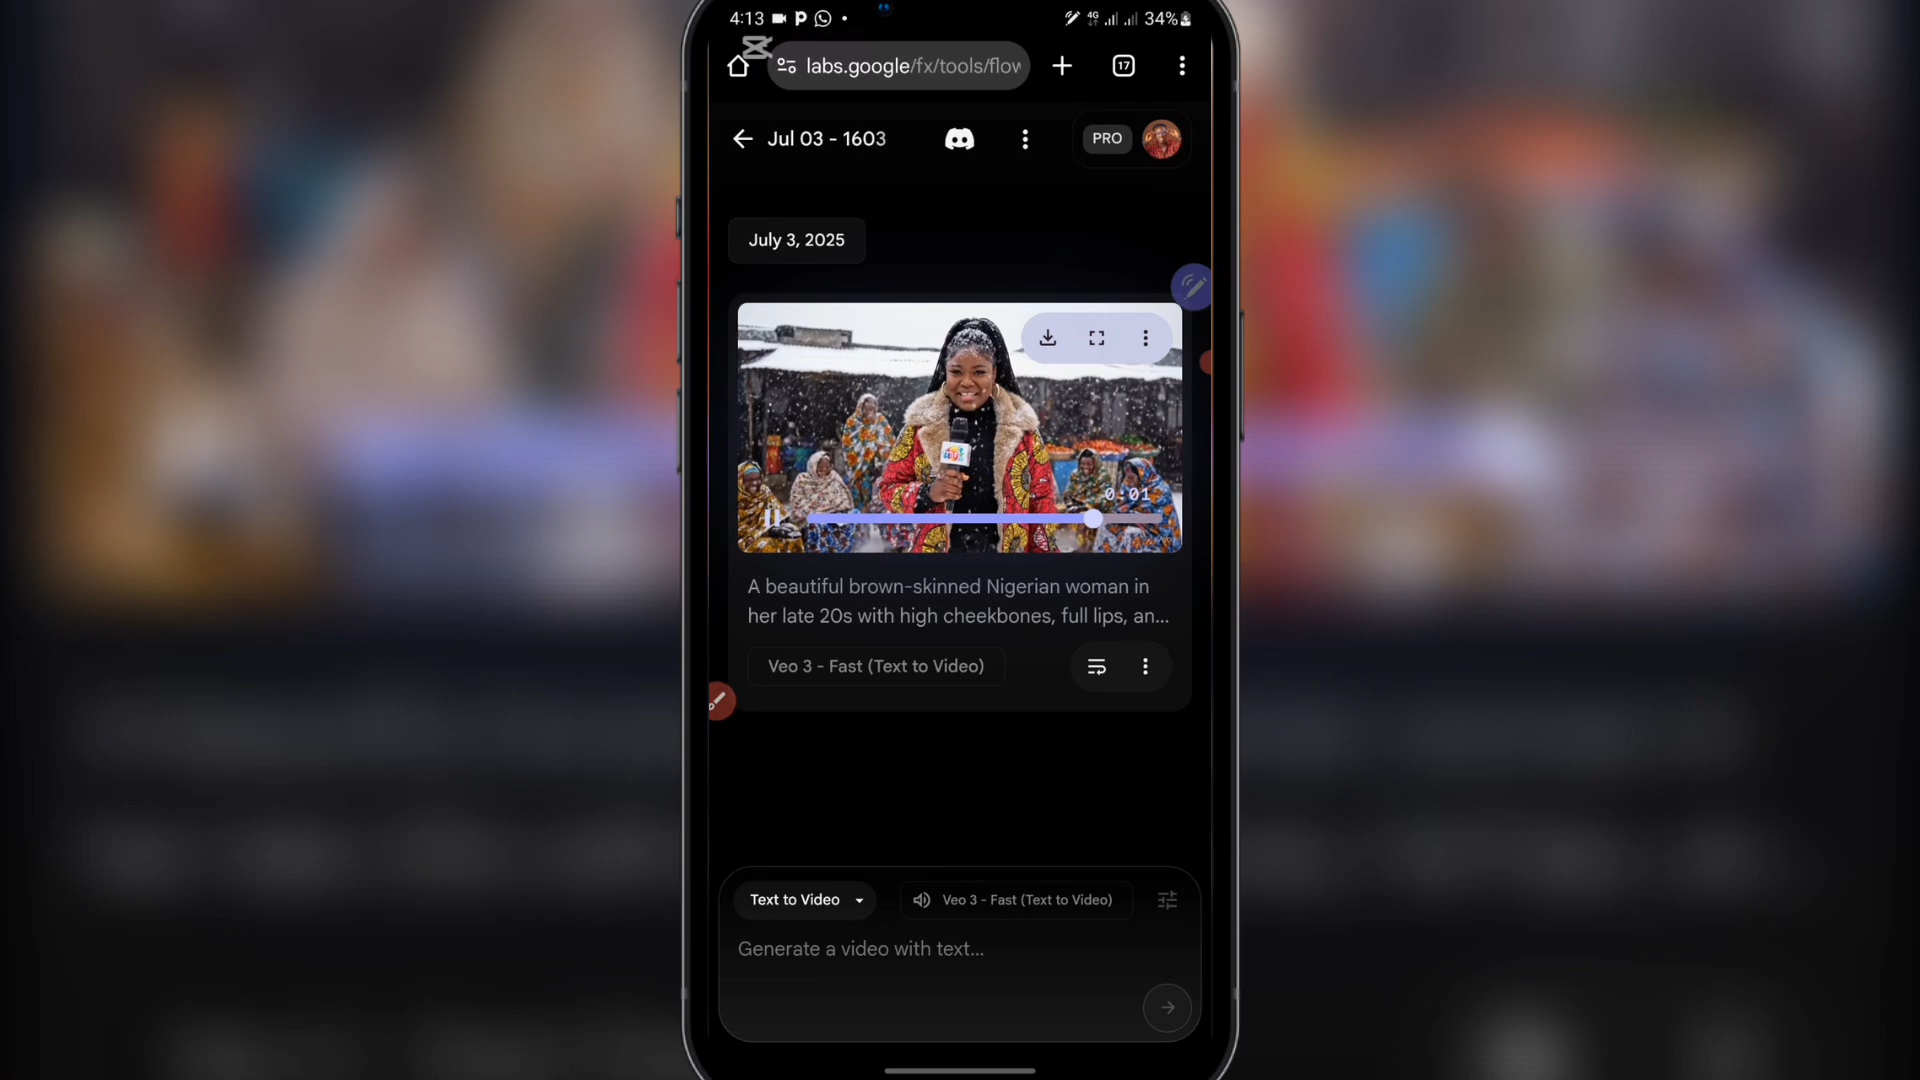 4:13
4G
34%
labs.google/fx/tools/flow
17
Jul 03 - 1603
PRO
July 3, 2025
0:01
A beautiful brown-skinned Nigerian woman in
her late 20s with high cheekbones, full lips, an...
Veo 3 - Fast (Text to Video)
Text to Video
Veo 3 - Fast (Text to Video)
Generate a video with text...